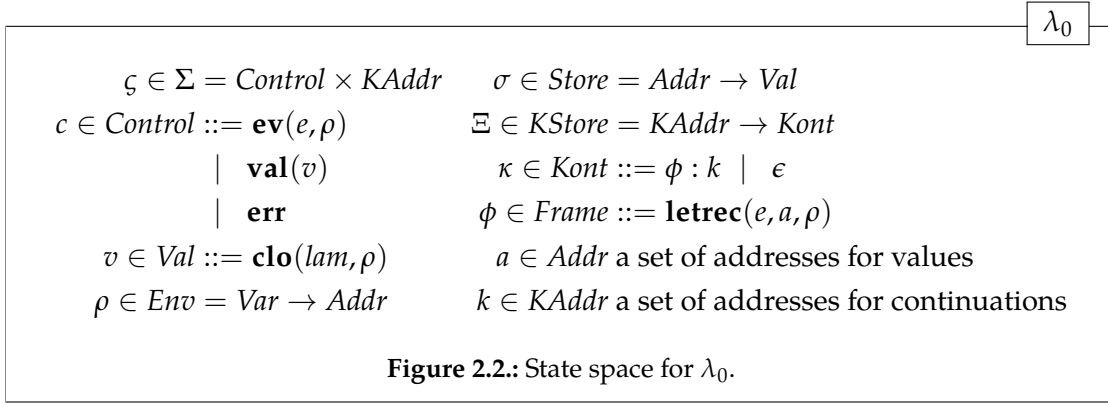 λ₀
ς ∈ Σ = Control × KAddr σ ∈ Store = Addr → Val
c ∈ Control ::= ev(e, ρ) Ξ ∈ KStore = KAddr → Kont
| val(v) κ ∈ Kont ::= ϕ : k | ϵ
| err ϕ ∈ Frame ::= letrec(e, a, ρ)
v ∈ Val ::= clo(lam, ρ) a ∈ Addr a set of addresses for values
ρ ∈ Env = Var → Addr k ∈ KAddr a set of addresses for continuations
Figure 2.2.: State space for λ₀.